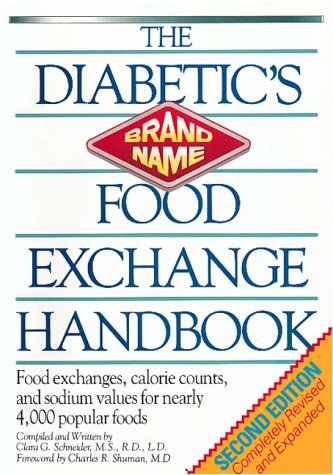 THE
DIABETIC'S
BRAND
NAME
FOOD
EXCHANGE
HANDBOOK
Food exchanges, calorie counts,
and sodium values for nearly
4,000 popular foods
Compiled and Written by
Clara G. Schneider, M.S., R.D., L.D.
Foreword by Charles R. Shuman, M.D
SECOND EDITION
Completely Revised
and Expanded